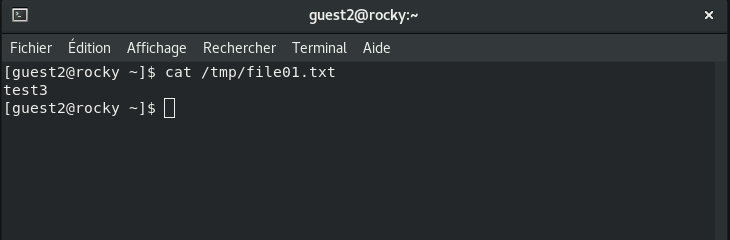 guest2@rocky:~
Fichier Édition Affichage Rechercher Terminal Aide
[guest2@rocky ~]$ cat /tmp/file01.txt
test3
[guest2@rocky ~]$